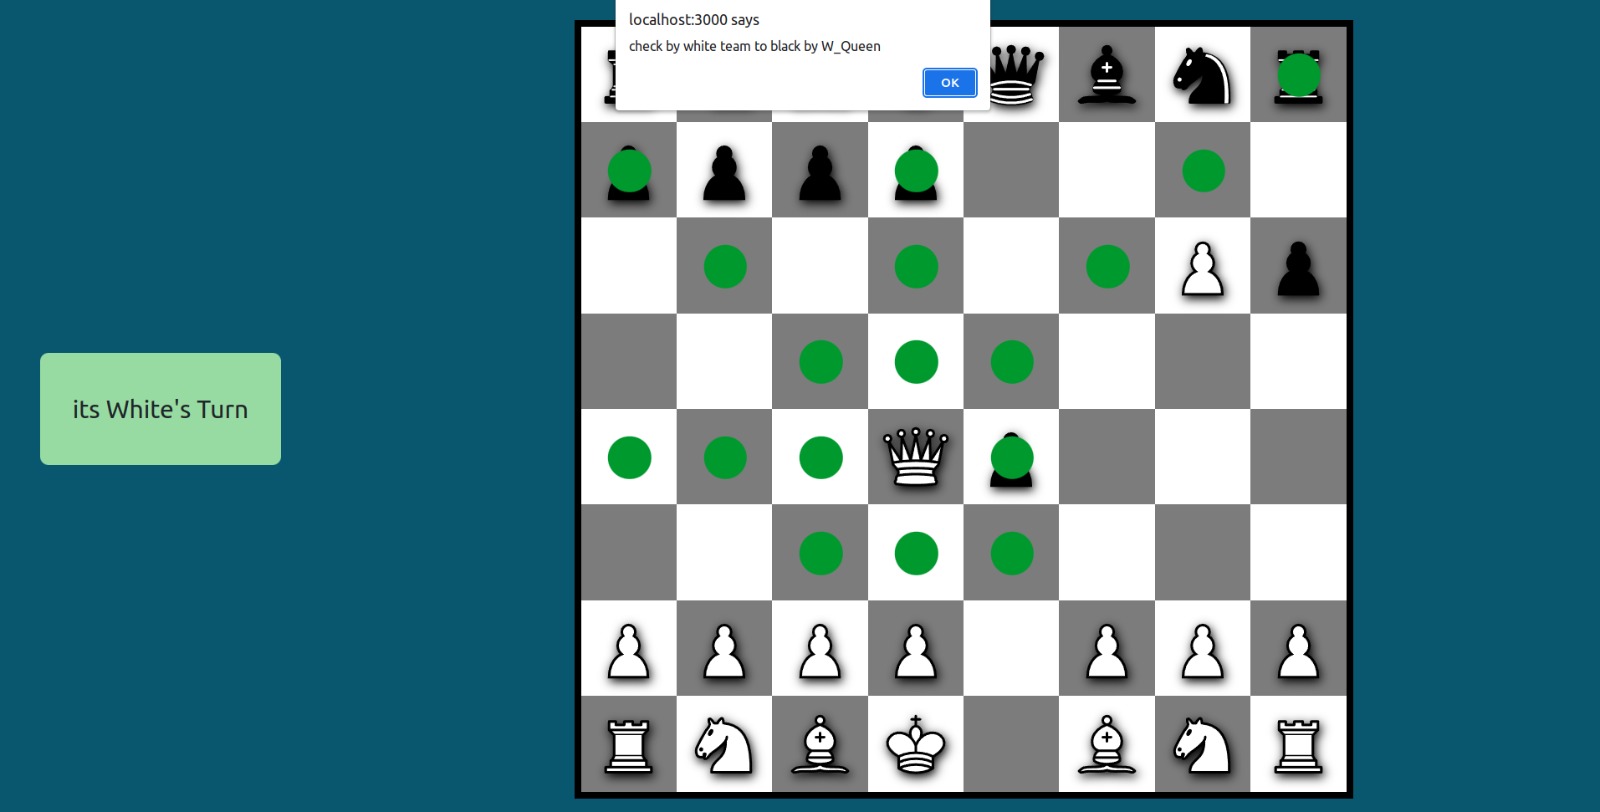 localhost:3000 says
check by white team to black by W_Queen
OK
its White's Turn